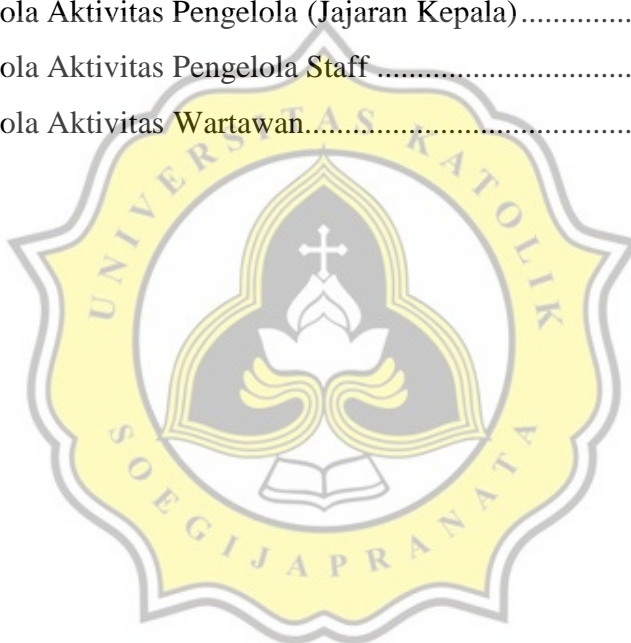 ola Aktivitas Pengelola (Jajaran Kepala)...............
ola Aktivitas Pengelola Staff ..................................
ola Aktivitas Wartawan...........................................
UNIVERSITAS KATOLIK
SOEGIJAPRANATA